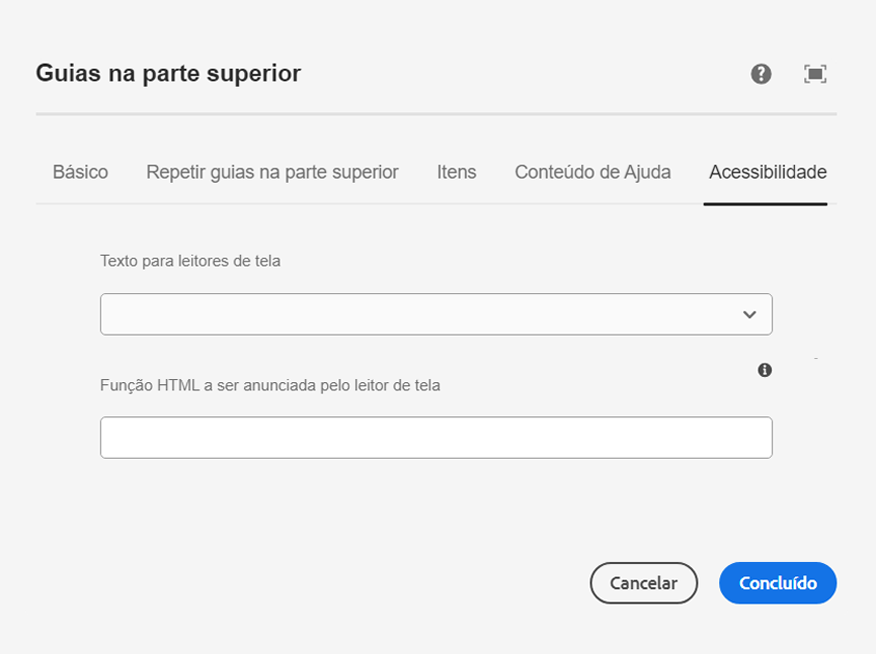 Guias na parte superior
Básico Repetir guias na parte superior Itens Conteúdo de Ajuda Acessibilidade
Texto para leitores de tela
Função HTML a ser anunciada pelo leitor de tela
Cancelar Concluído